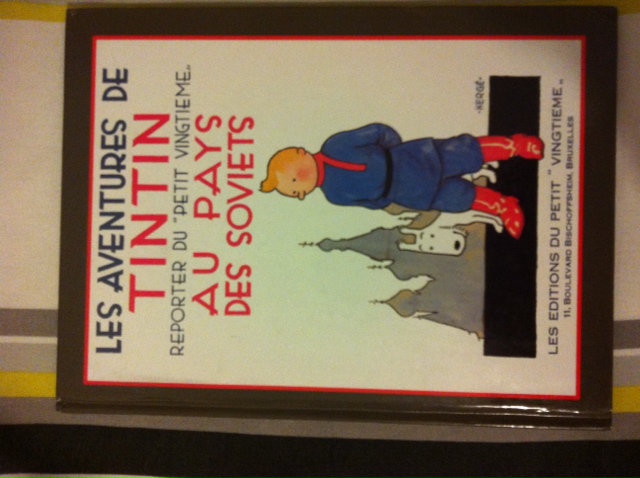 LES AVENTURES DE
TINTIN
REPORTER DU "PETIT VINGTIEME"
AU PAYS
DES SOVIETS
-HERGÉ-
LES EDITIONS DU PETIT "VINGTIEME"
11, BOULEVARD BISCHOFFSHEIM, BRUXELLES